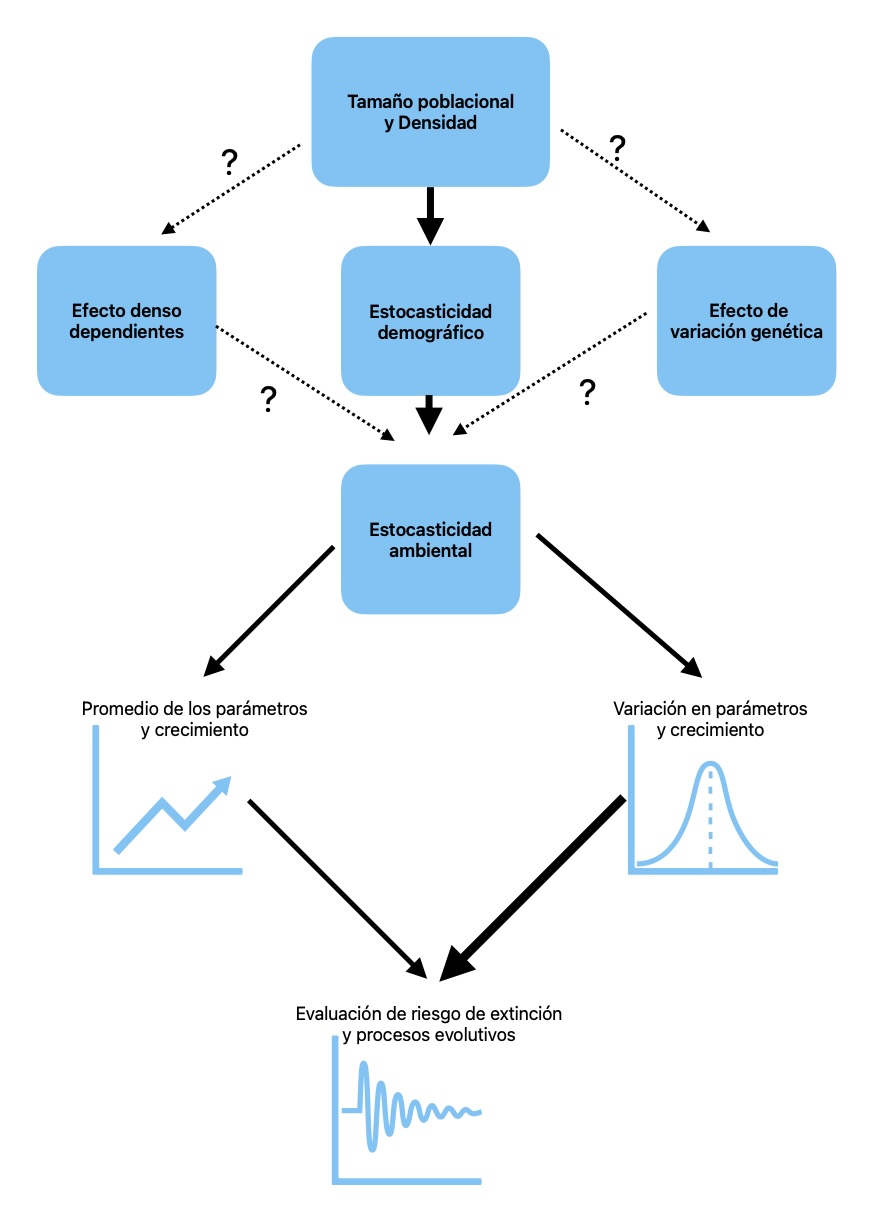 Tamaño poblacional
y Densidad
?
?
Efecto denso
dependientes
Estocasticidad
demográfico
Efecto de
variación genética
?
?
Estocasticidad
ambiental
Promedio de los parámetros
y crecimiento
Variación en parámetros
y crecimiento
Evaluación de riesgo de extinción
y procesos evolutivos